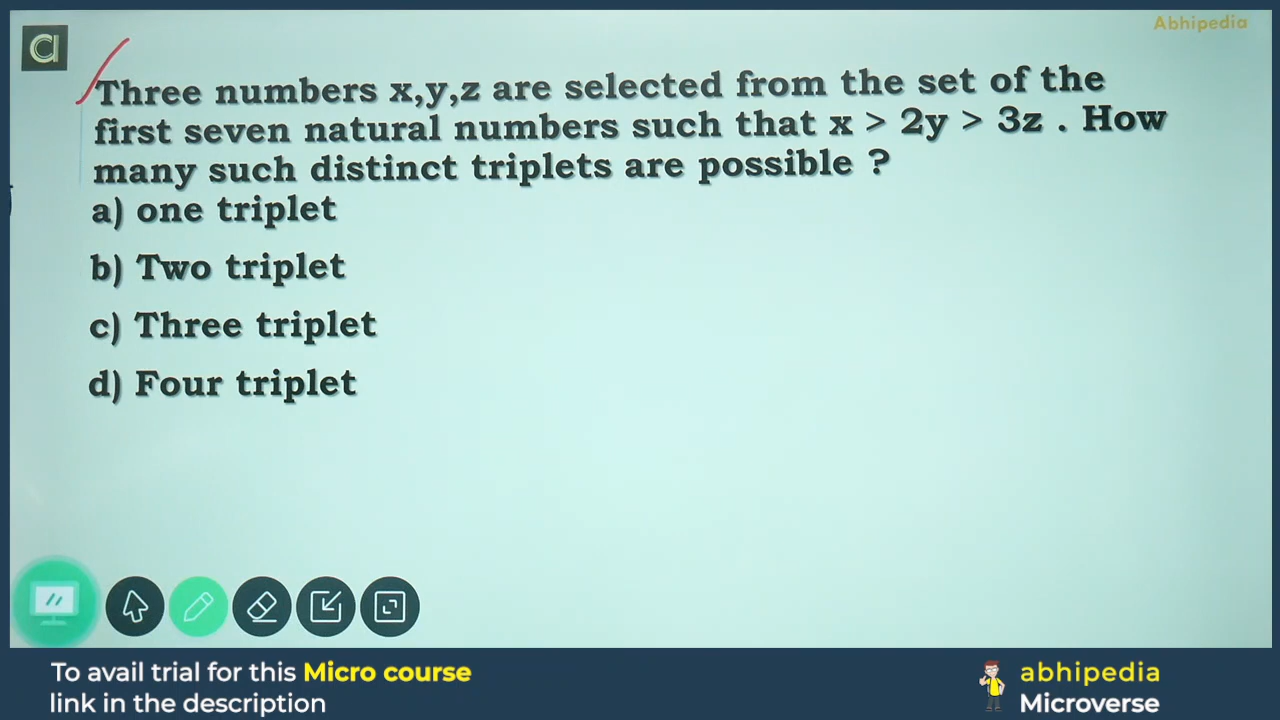 Abhipedia
Three numbers x,y,z are selected from the set of the
first seven natural numbers such that x > 2y > 3z . How
many such distinct triplets are possible ?
a) one triplet
b) Two triplet
c) Three triplet
d) Four triplet
To avail trial for this Micro course
link in the description
abhipedia
Microverse